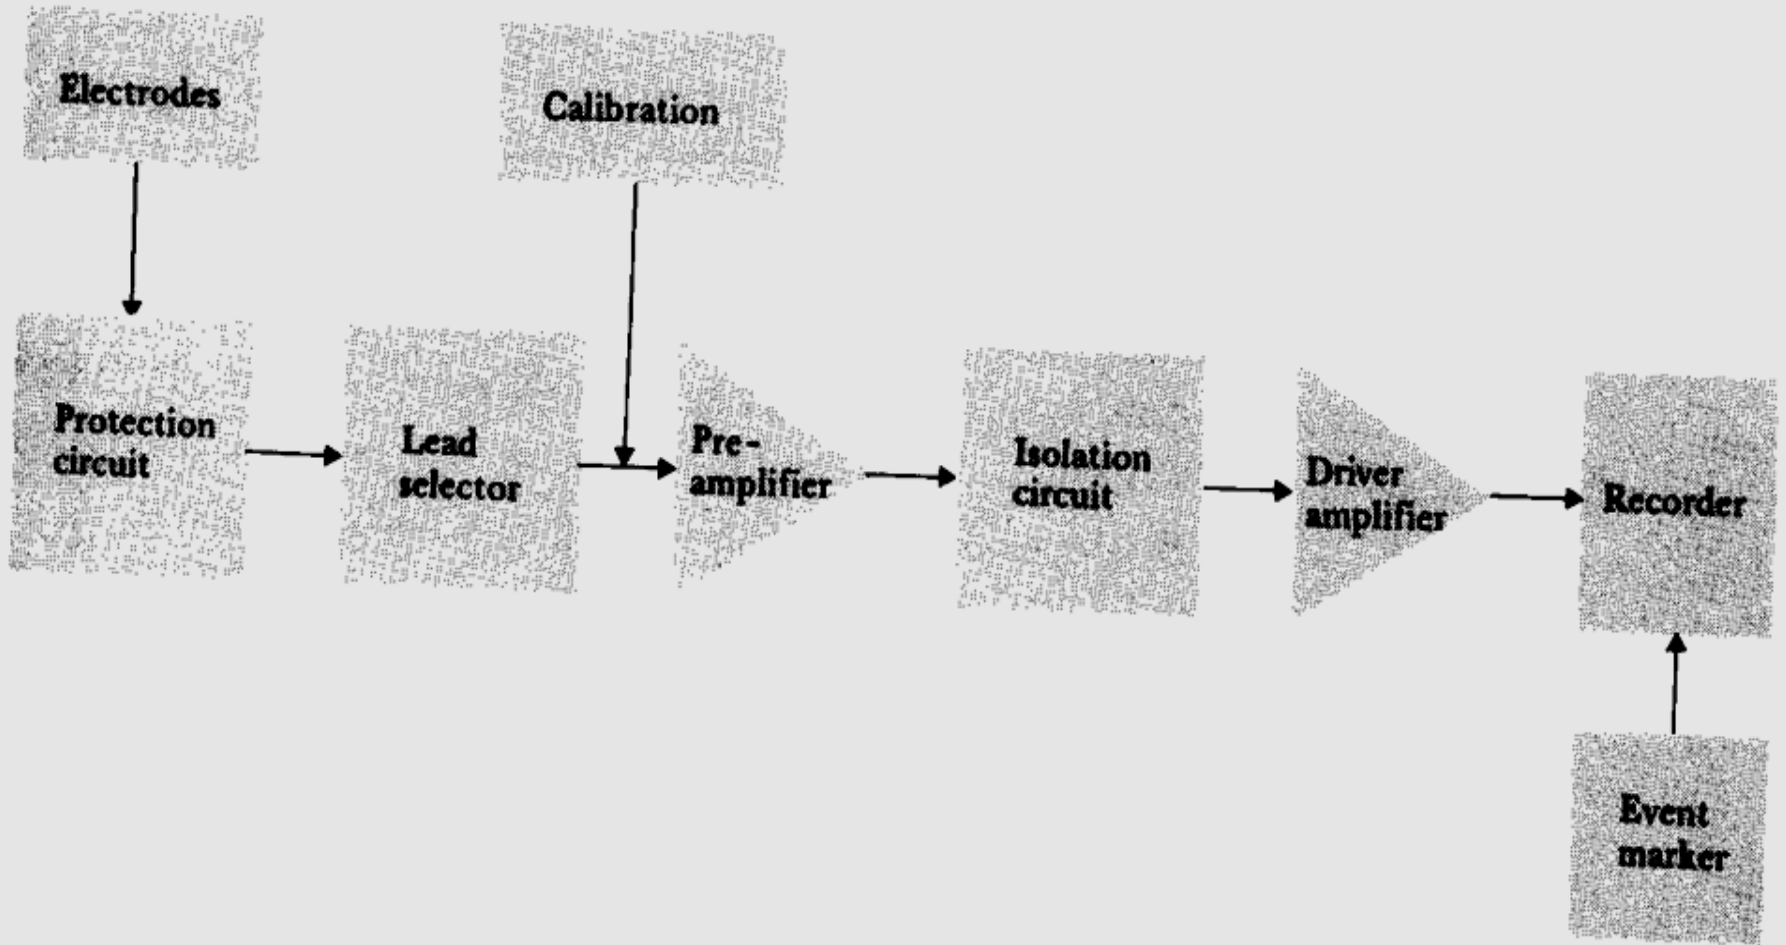 Electrodes
Calibration
Protection
circuit
Lead
selector
Pre-
amplifier
Isolation
circuit
Driver
amplifier
Recorder
Event
marker